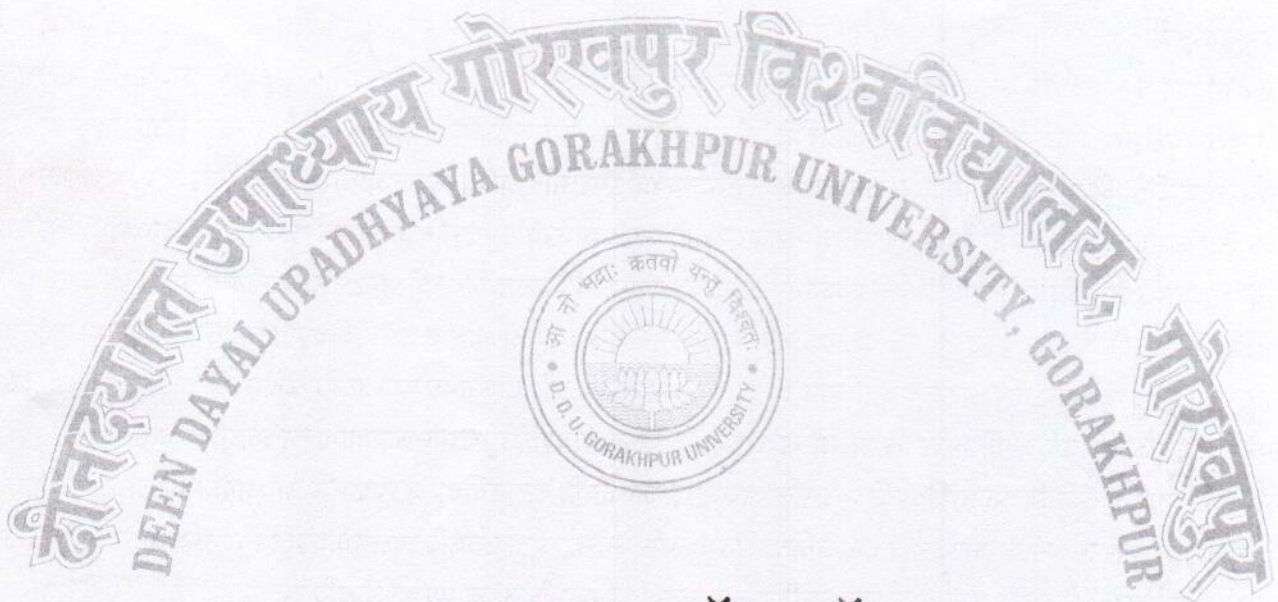 दीनदयाल उपाध्याय गोरखपुर विश्वविद्यालय, गोरखपुर
DEEN DAYAL UPADHYAYA GORAKHPUR UNIVERSITY, GORAKHPUR
आ नो भद्राः क्रतवो यन्तु विश्वतः
• D. D. U. GORAKHPUR UNIVERSITY •